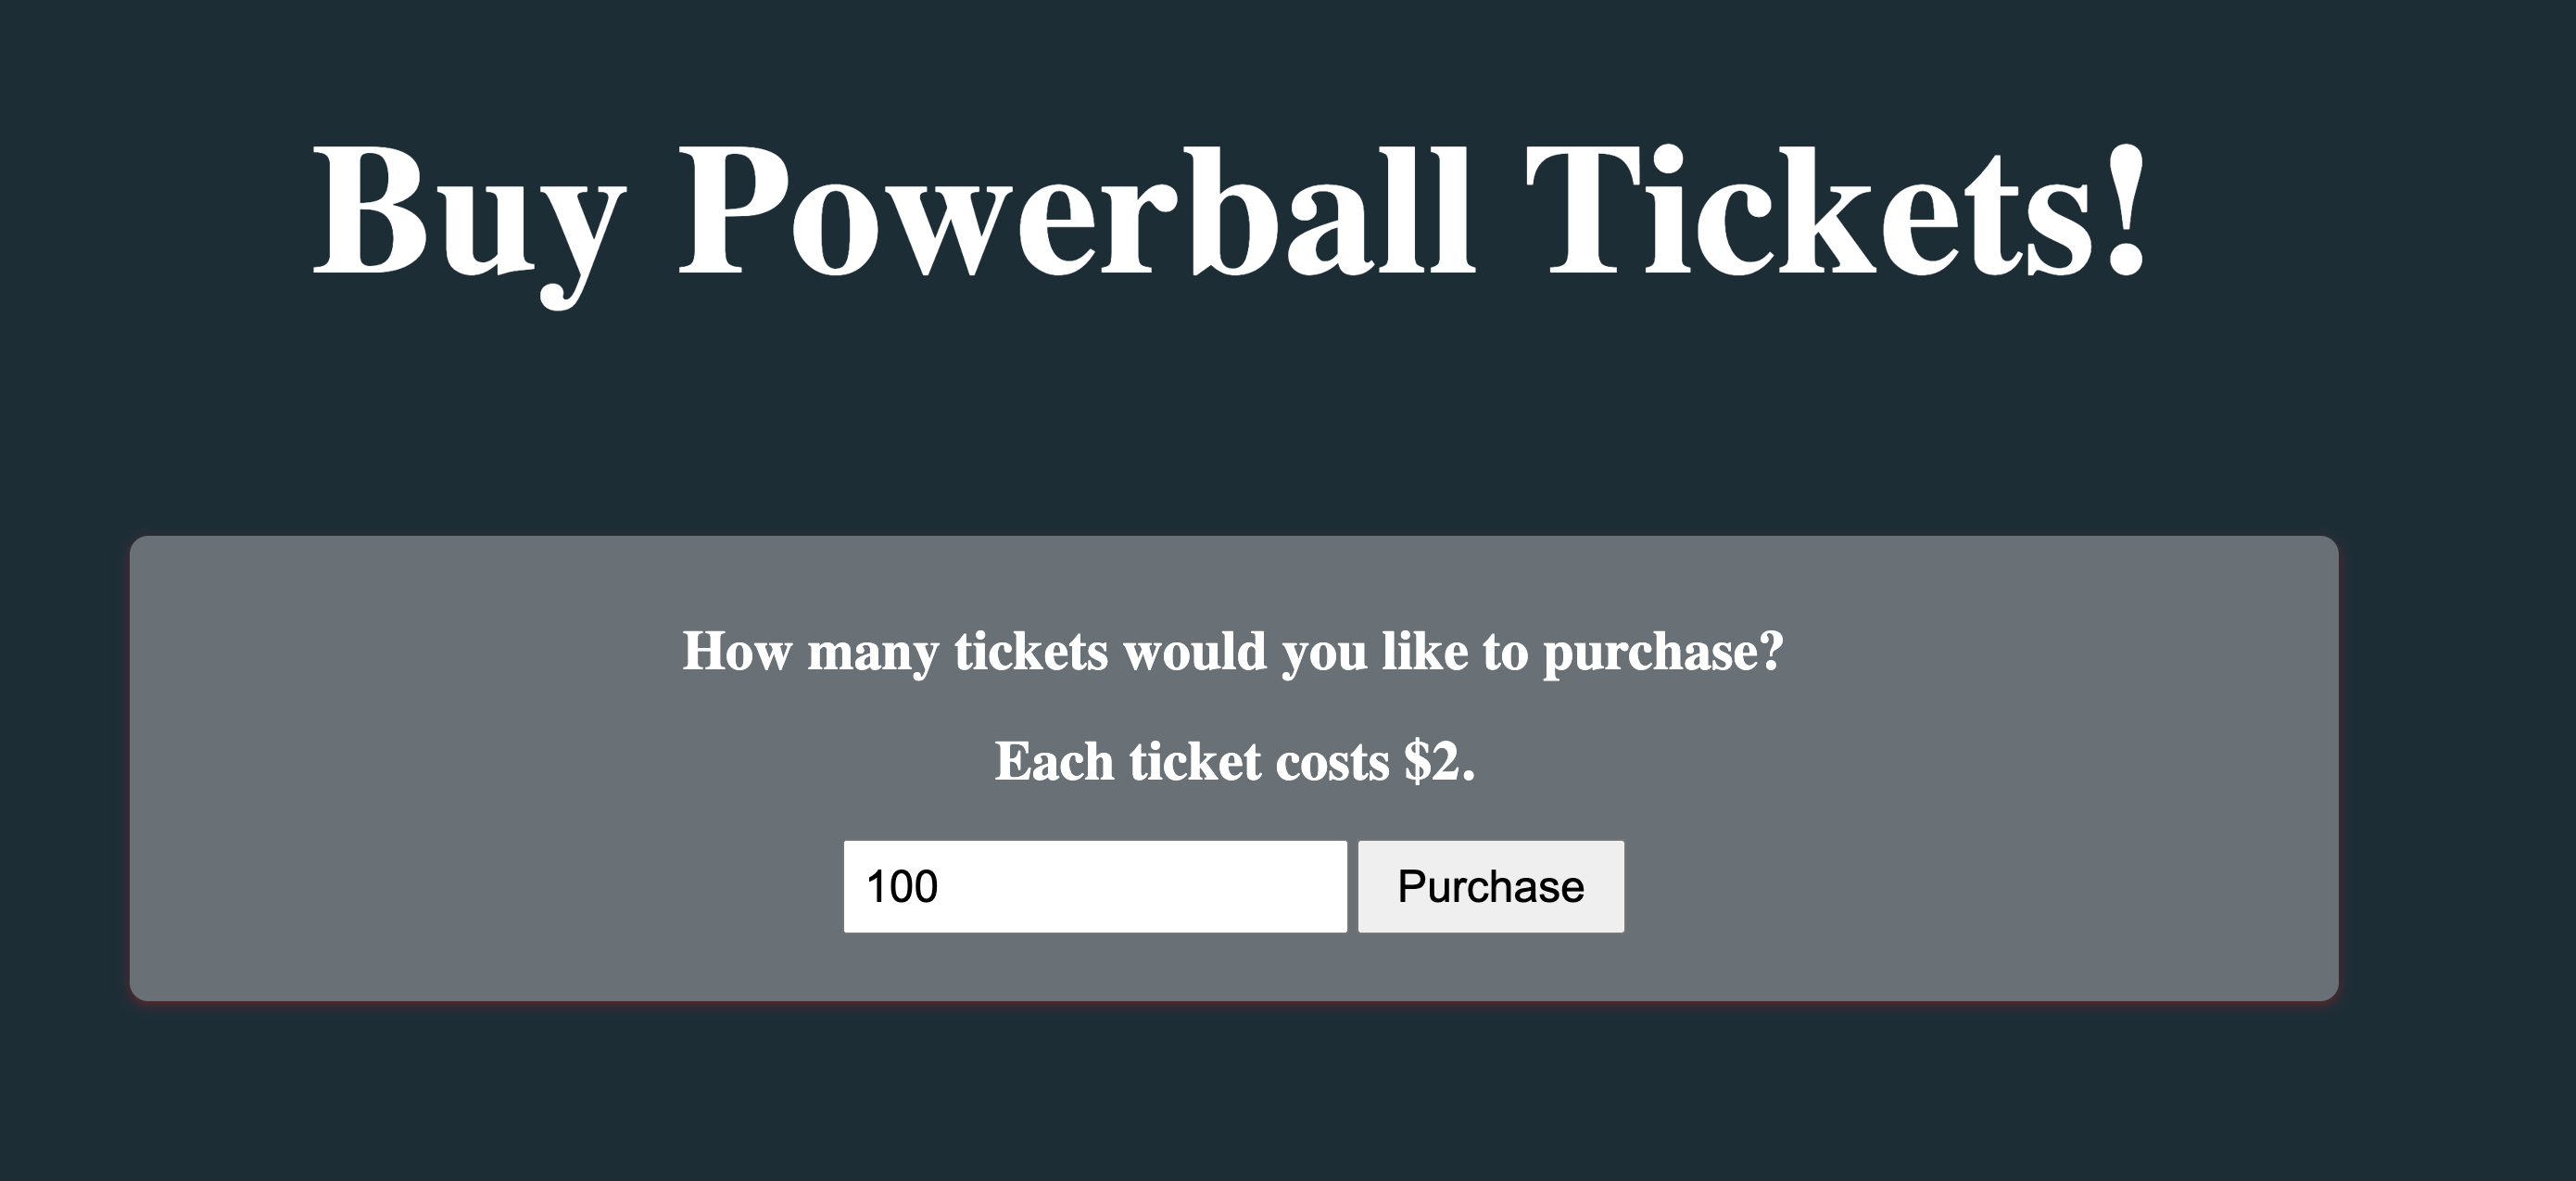 Buy Powerball Tickets!
How many tickets would you like to purchase?
Each ticket costs $2.
100 Purchase